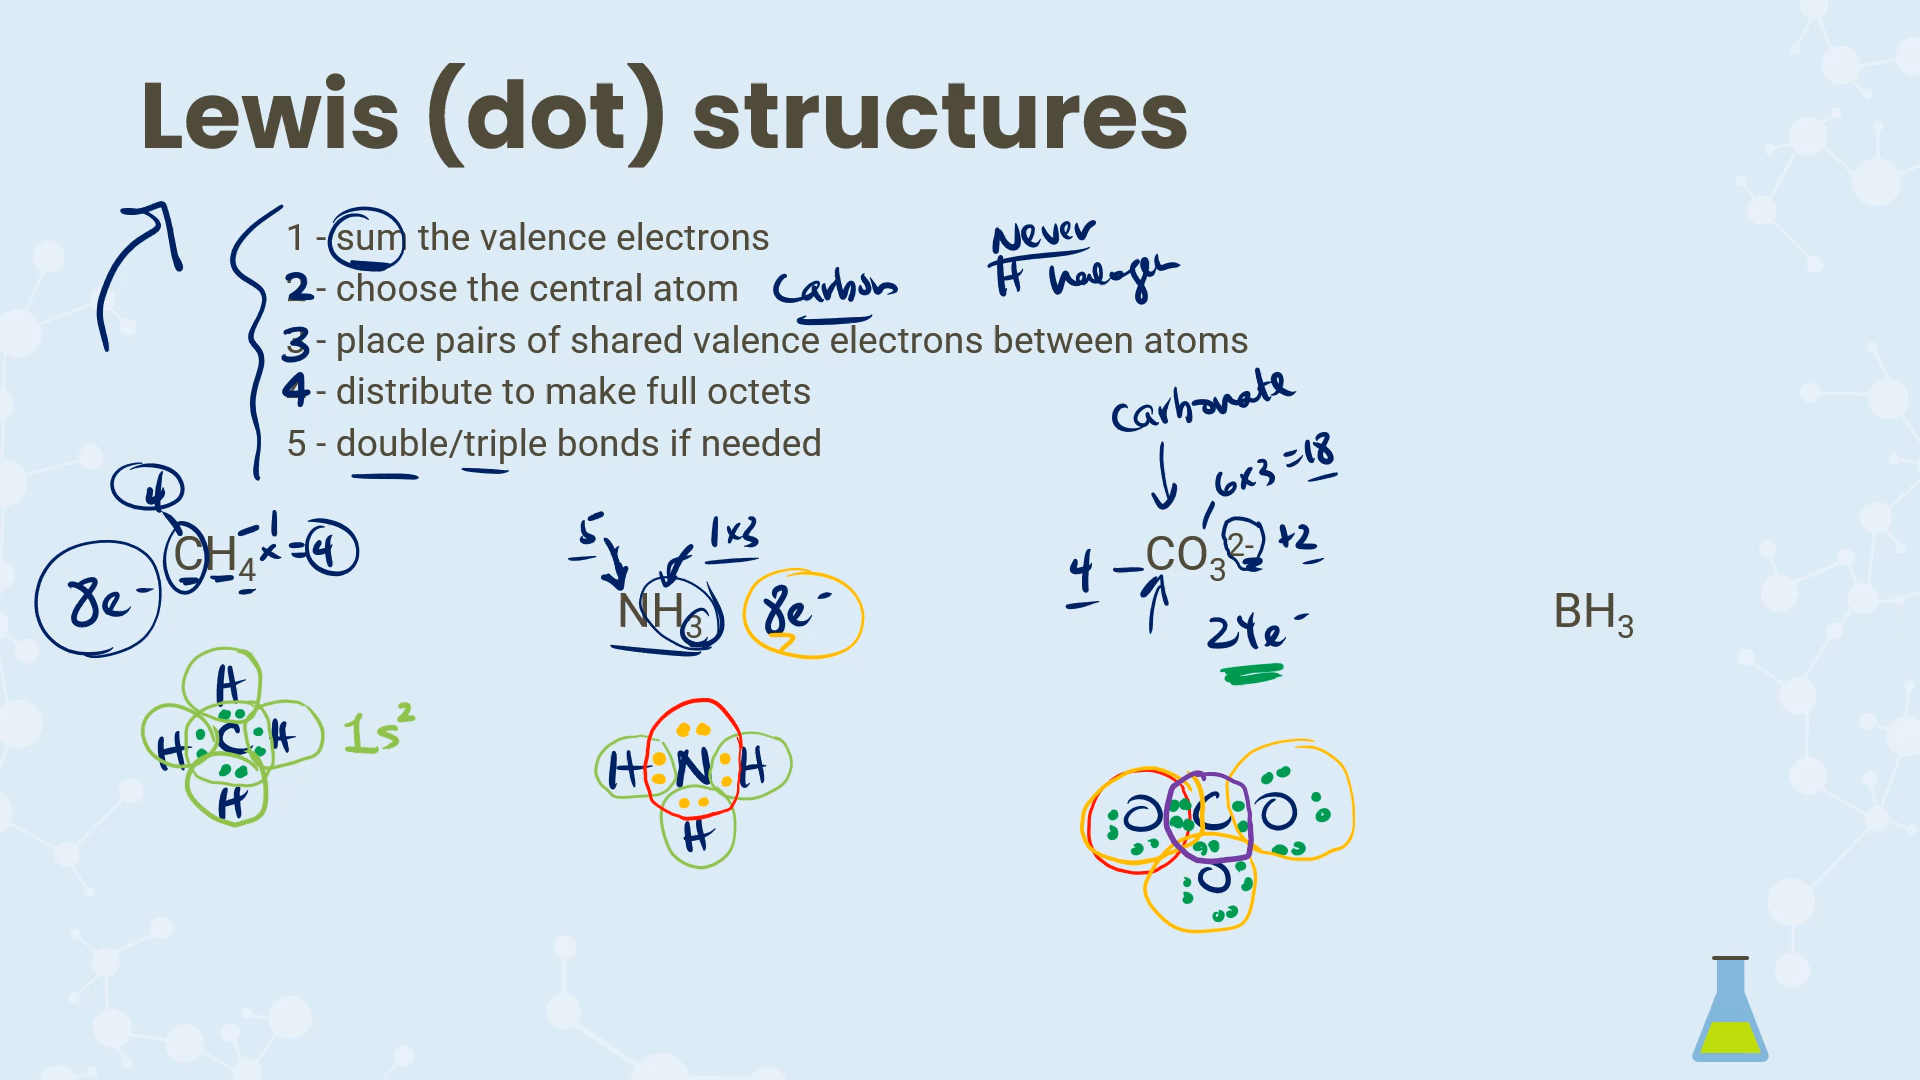 Lewis (dot) structures
1 - sum the valence electrons
Never
H halogen
2 - choose the central atom Carbon
3 - place pairs of shared valence electrons between atoms
4 - distribute to make full octets
5 - double/triple bonds if needed
Carbonate
6x3 = 18
4
CH4 - 1 x = 4
8e-
5
1x3
NH3 8e-
4 — CO3 2- +2
24e-
BH3
H
H C H 1s2
H
H N H
H
O C O
O